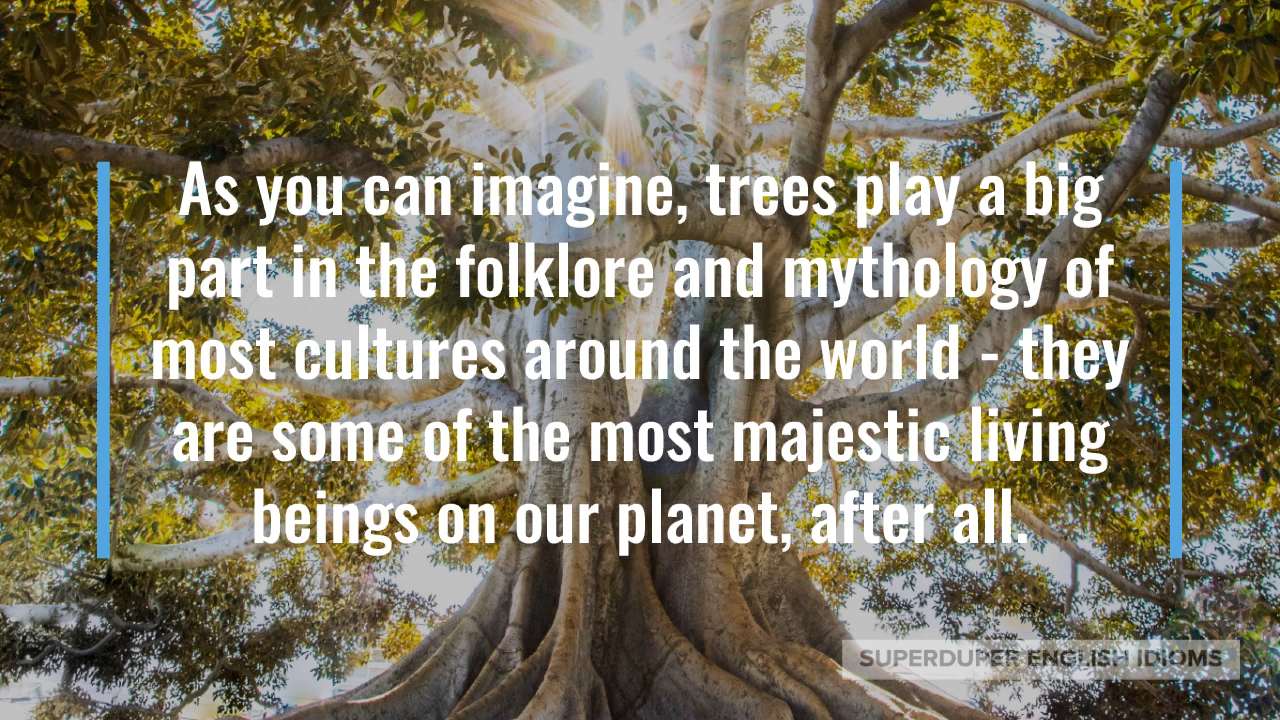 As you can imagine, trees play a big
part in the folklore and mythology of
most cultures around the world - they
are some of the most majestic living
beings on our planet, after all.
SUPERDUPER ENGLISH IDIOMS